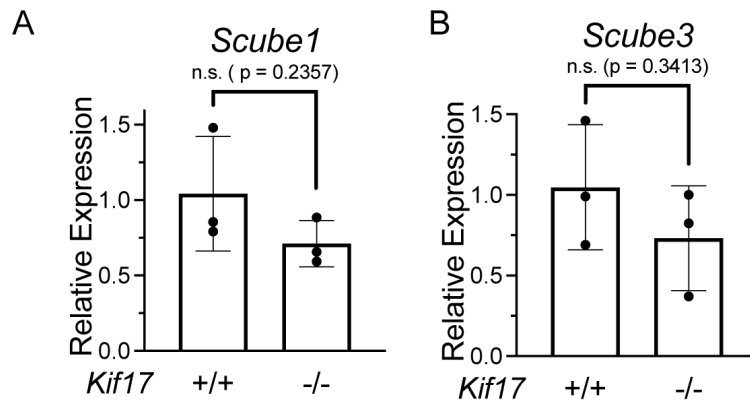 A
Scube1
n.s. ( p = 0.2357)
Relative Expression
1.5
1.0
0.5
0.0
Kif17 +/+ -/-
B
Scube3
n.s. (p = 0.3413)
Relative Expression
1.5
1.0
0.5
0.0
Kif17 +/+ -/-